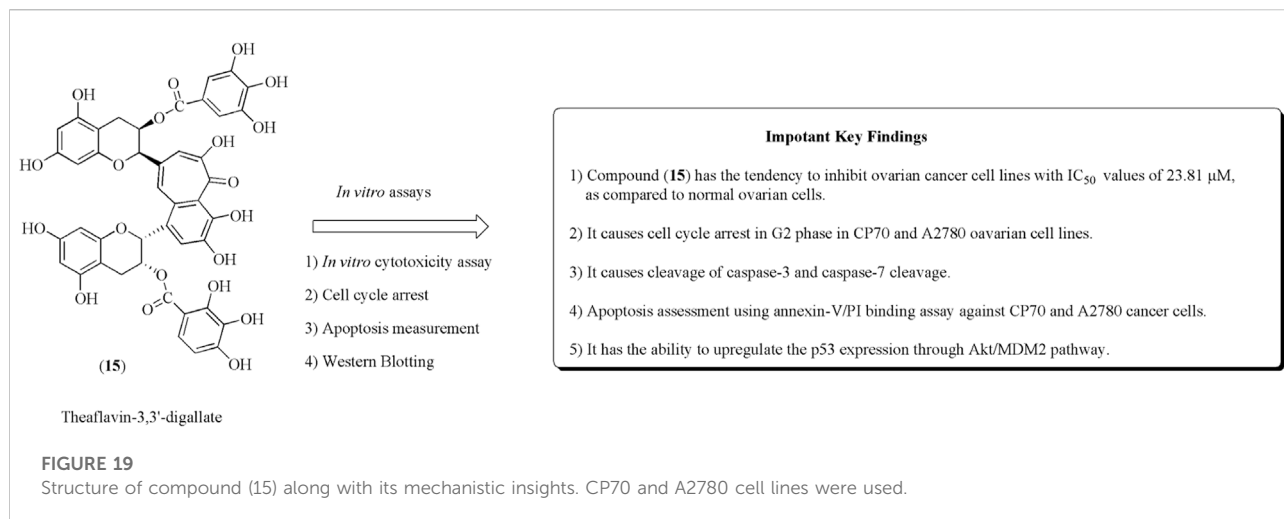 OH
OH
OH
OH
O
O
HO
O
OH
O
OH
OH
HO
O
OH
O
O
OH
OH
OH
(15)
Theaflavin-3,3'-digallate
In vitro assays
1) In vitro cytotoxicity assay
2) Cell cycle arrest
3) Apoptosis measurement
4) Western Blotting
Impotant Key Findings
1) Compound (15) has the tendency to inhibit ovarian cancer cell lines with IC50 values of 23.81 μM,
as compared to normal ovarian cells.
2) It causes cell cycle arrest in G2 phase in CP70 and A2780 oavarian cell lines.
3) It causes cleavage of caspase-3 and caspase-7 cleavage.
4) Apoptosis assessment using annexin-V/PI binding assay against CP70 and A2780 cancer cells.
5) It has the ability to upregulate the p53 expression through Akt/MDM2 pathway.
FIGURE 19
Structure of compound (15) along with its mechanistic insights. CP70 and A2780 cell lines were used.